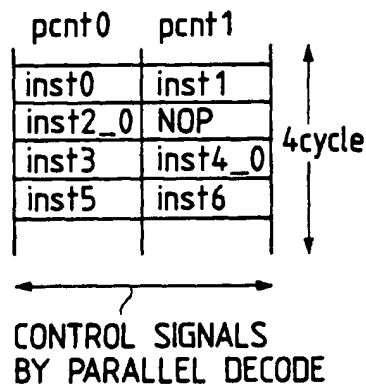 pcnt0 pcnt1
inst0 inst1
inst2_0 NOP
inst3 inst4_0
inst5 inst6
4cycle
CONTROL SIGNALS
BY PARALLEL DECODE